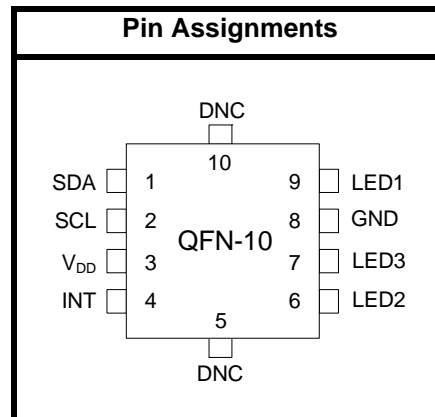 Pin Assignments
DNC
10
SDA 1 9 LED1
SCL 2 8 GND
QFN-10
VDD 3 7 LED3
INT 4 6 LED2
5
DNC